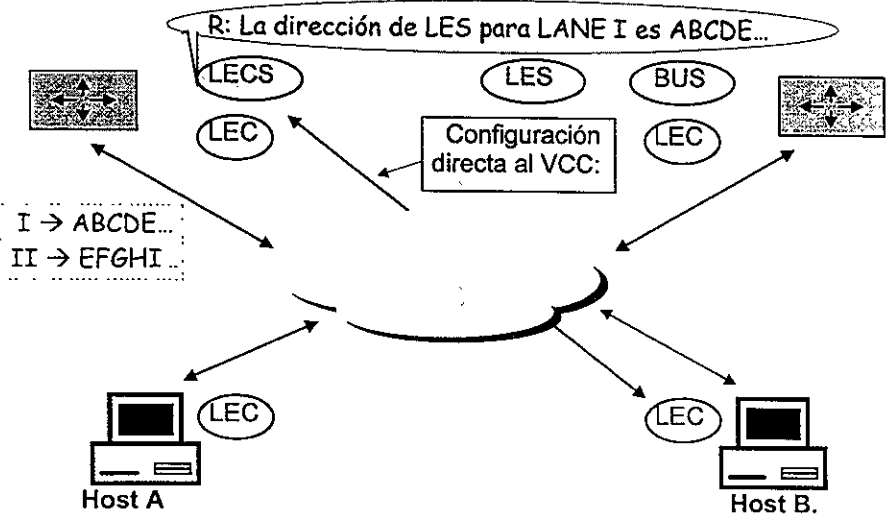 R: La dirección de LES para LANE I es ABCDE...
LECS
LES
BUS
LEC
Configuración
directa al VCC:
LEC
I → ABCDE...
II → EFGHI...
LEC
LEC
Host A
Host B.